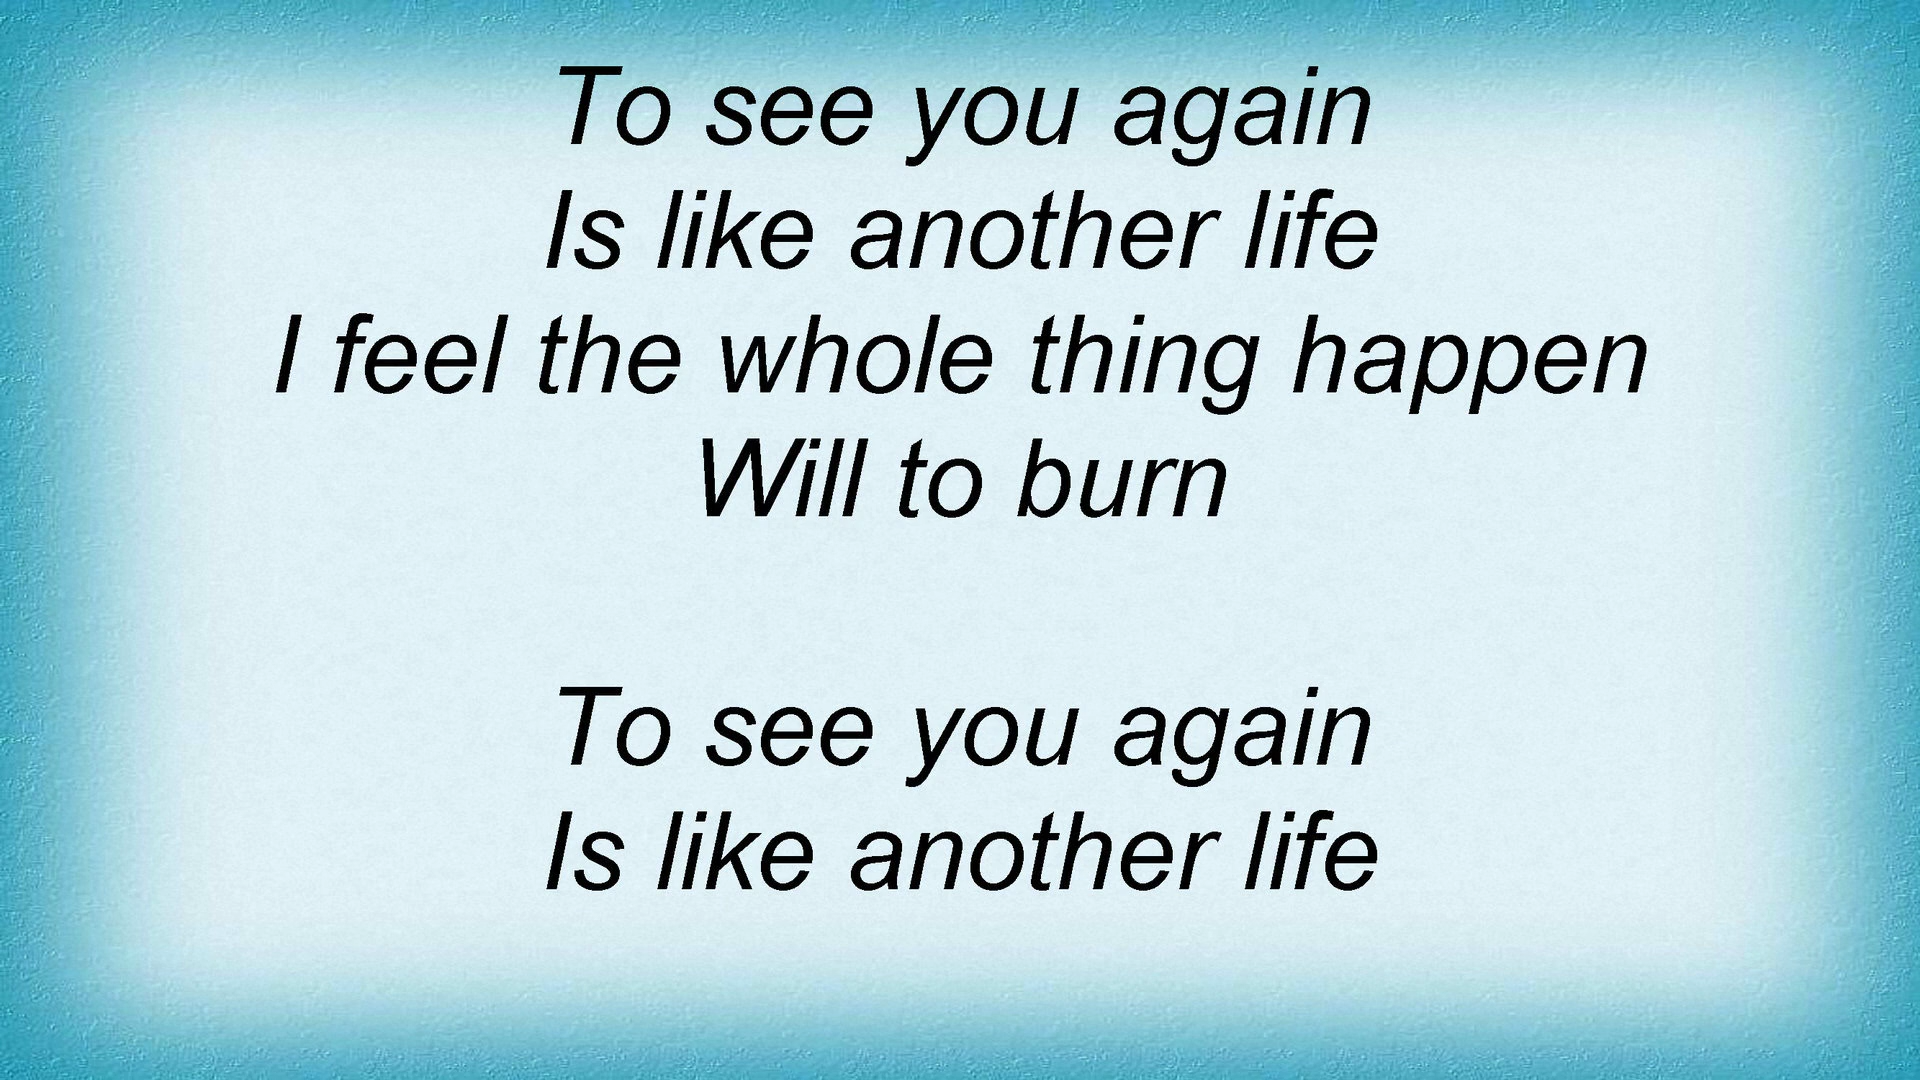 To see you again
Is like another life
I feel the whole thing happen
Will to burn
To see you again
Is like another life